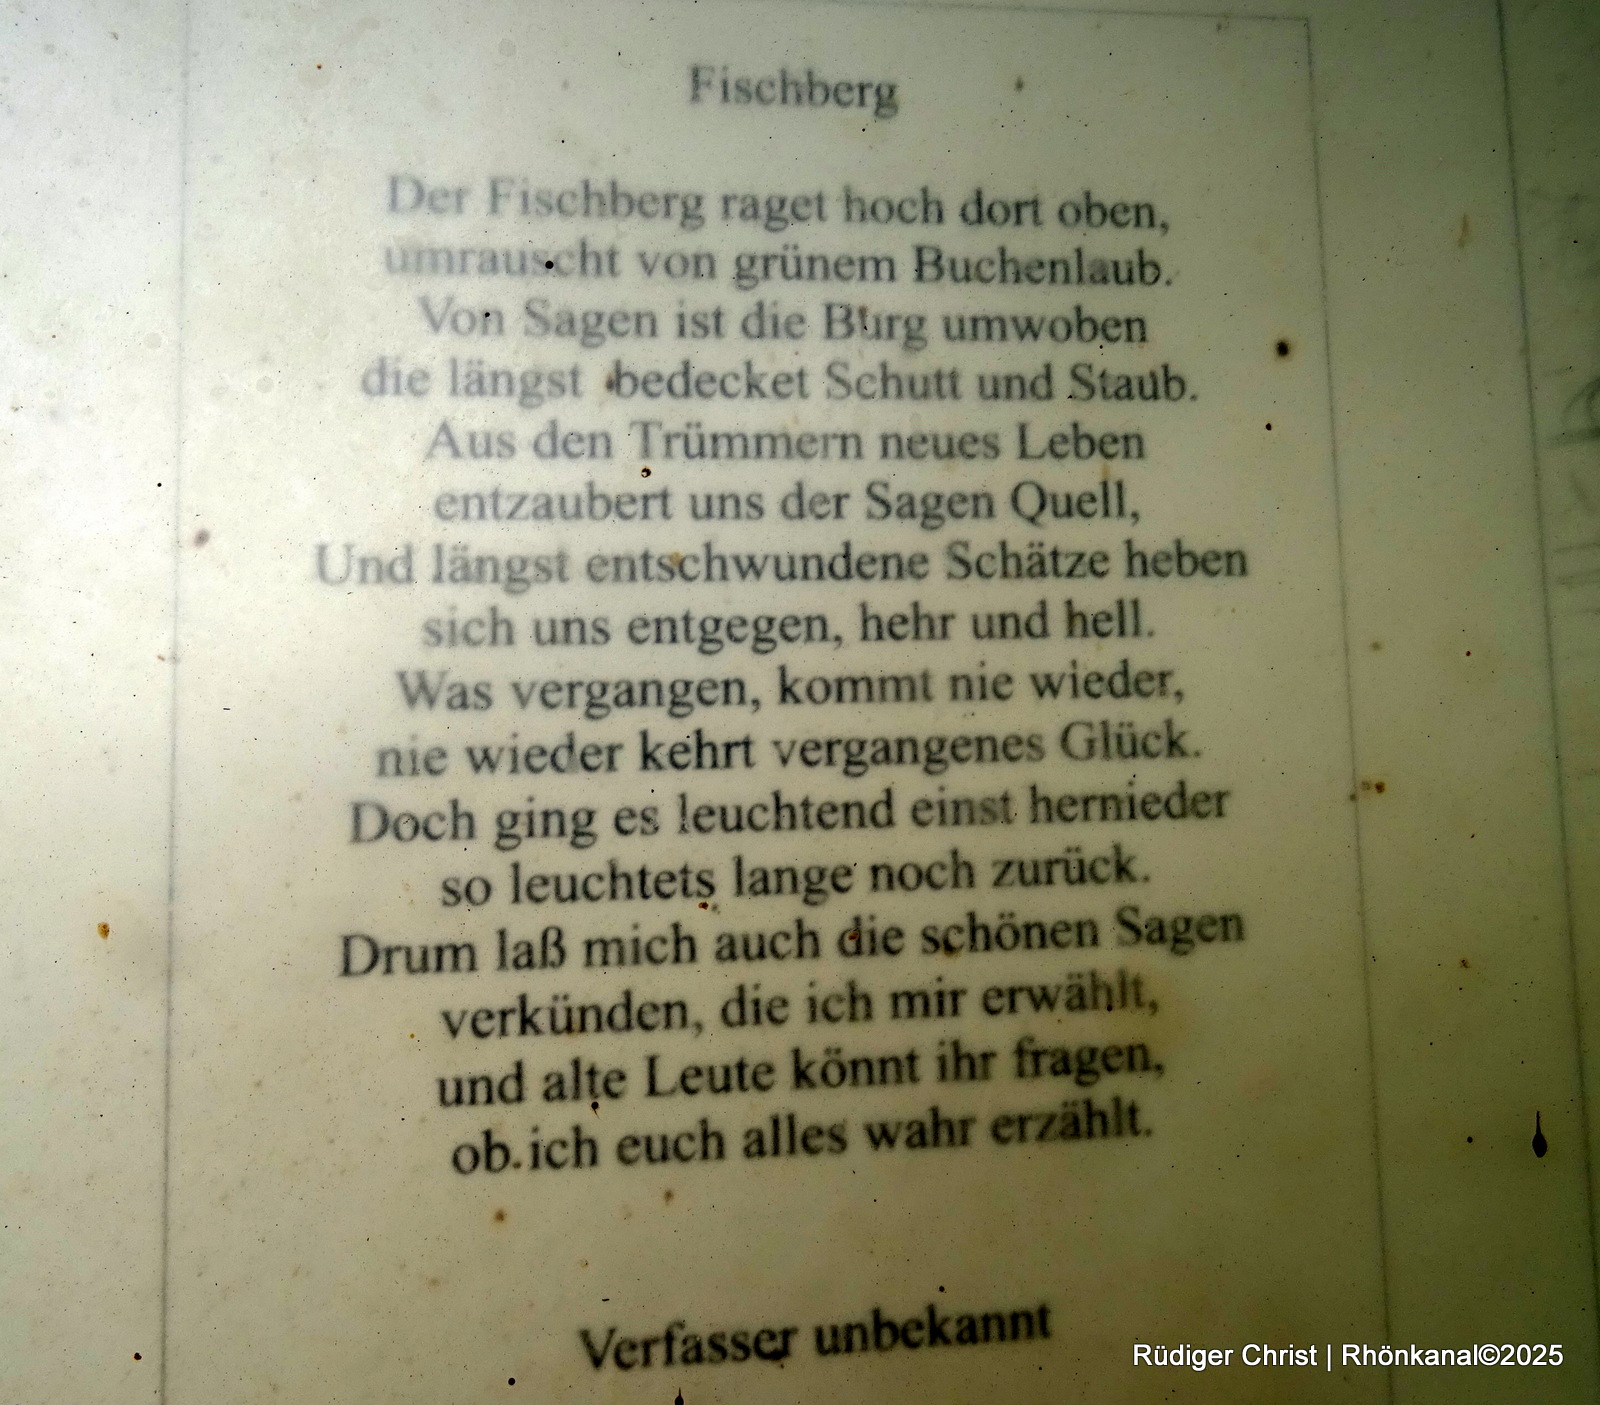 Fischberg
Der Fischberg raget hoch dort oben,
umrauscht von grünem Buchenlaub.
Von Sagen ist die Burg umwoben
die längst bedecket Schutt und Staub.
Aus den Trümmern neues Leben
entzaubert uns der Sagen Quell,
Und längst entschwundene Schätze heben
sich uns entgegen, hehr und hell.
Was vergangen, kommt nie wieder,
nie wieder kehrt vergangenes Glück.
Doch ging es leuchtend einst hernieder
so leuchtets lange noch zurück.
Drum laß mich auch die schönen Sagen
verkünden, die ich mir erwählt,
und alte Leute könnt ihr fragen,
ob ich euch alles wahr erzählt.
Verfasser unbekannt
Rüdiger Christ | Rhönkanal©2025